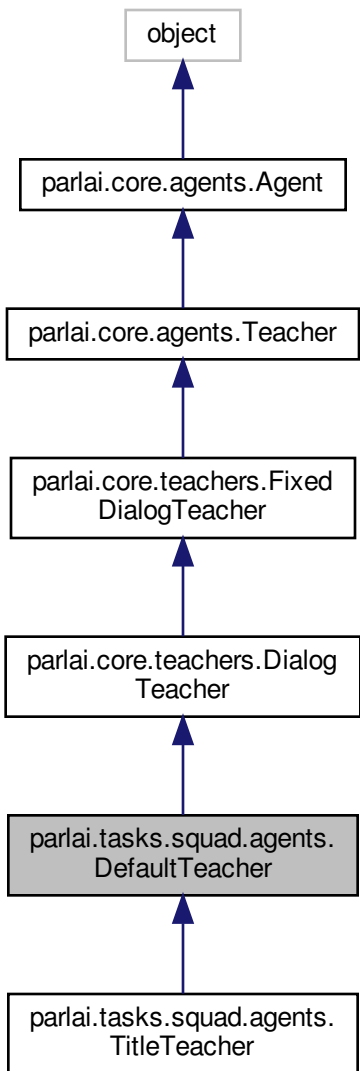 object
parlai.core.agents.Agent
parlai.core.agents.Teacher
parlai.core.teachers.Fixed
DialogTeacher
parlai.core.teachers.Dialog
Teacher
parlai.tasks.squad.agents.
DefaultTeacher
parlai.tasks.squad.agents.
TitleTeacher